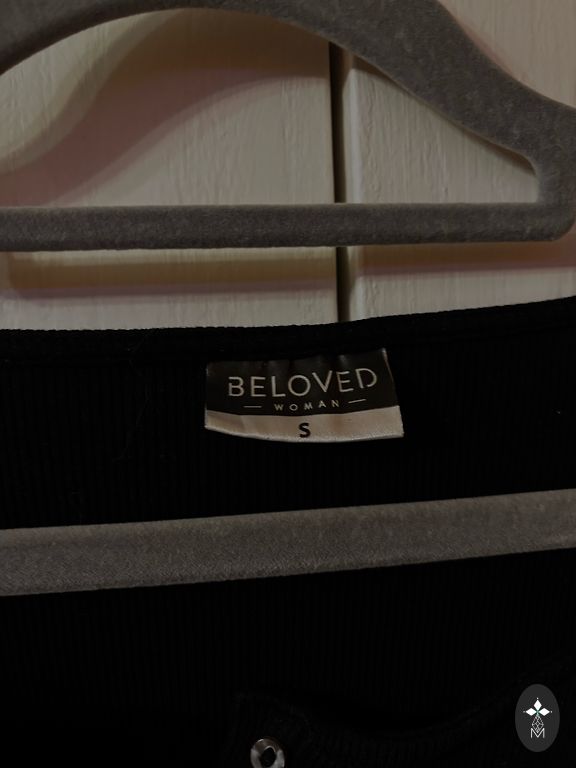 BELOVED
— WOMAN —
S
M